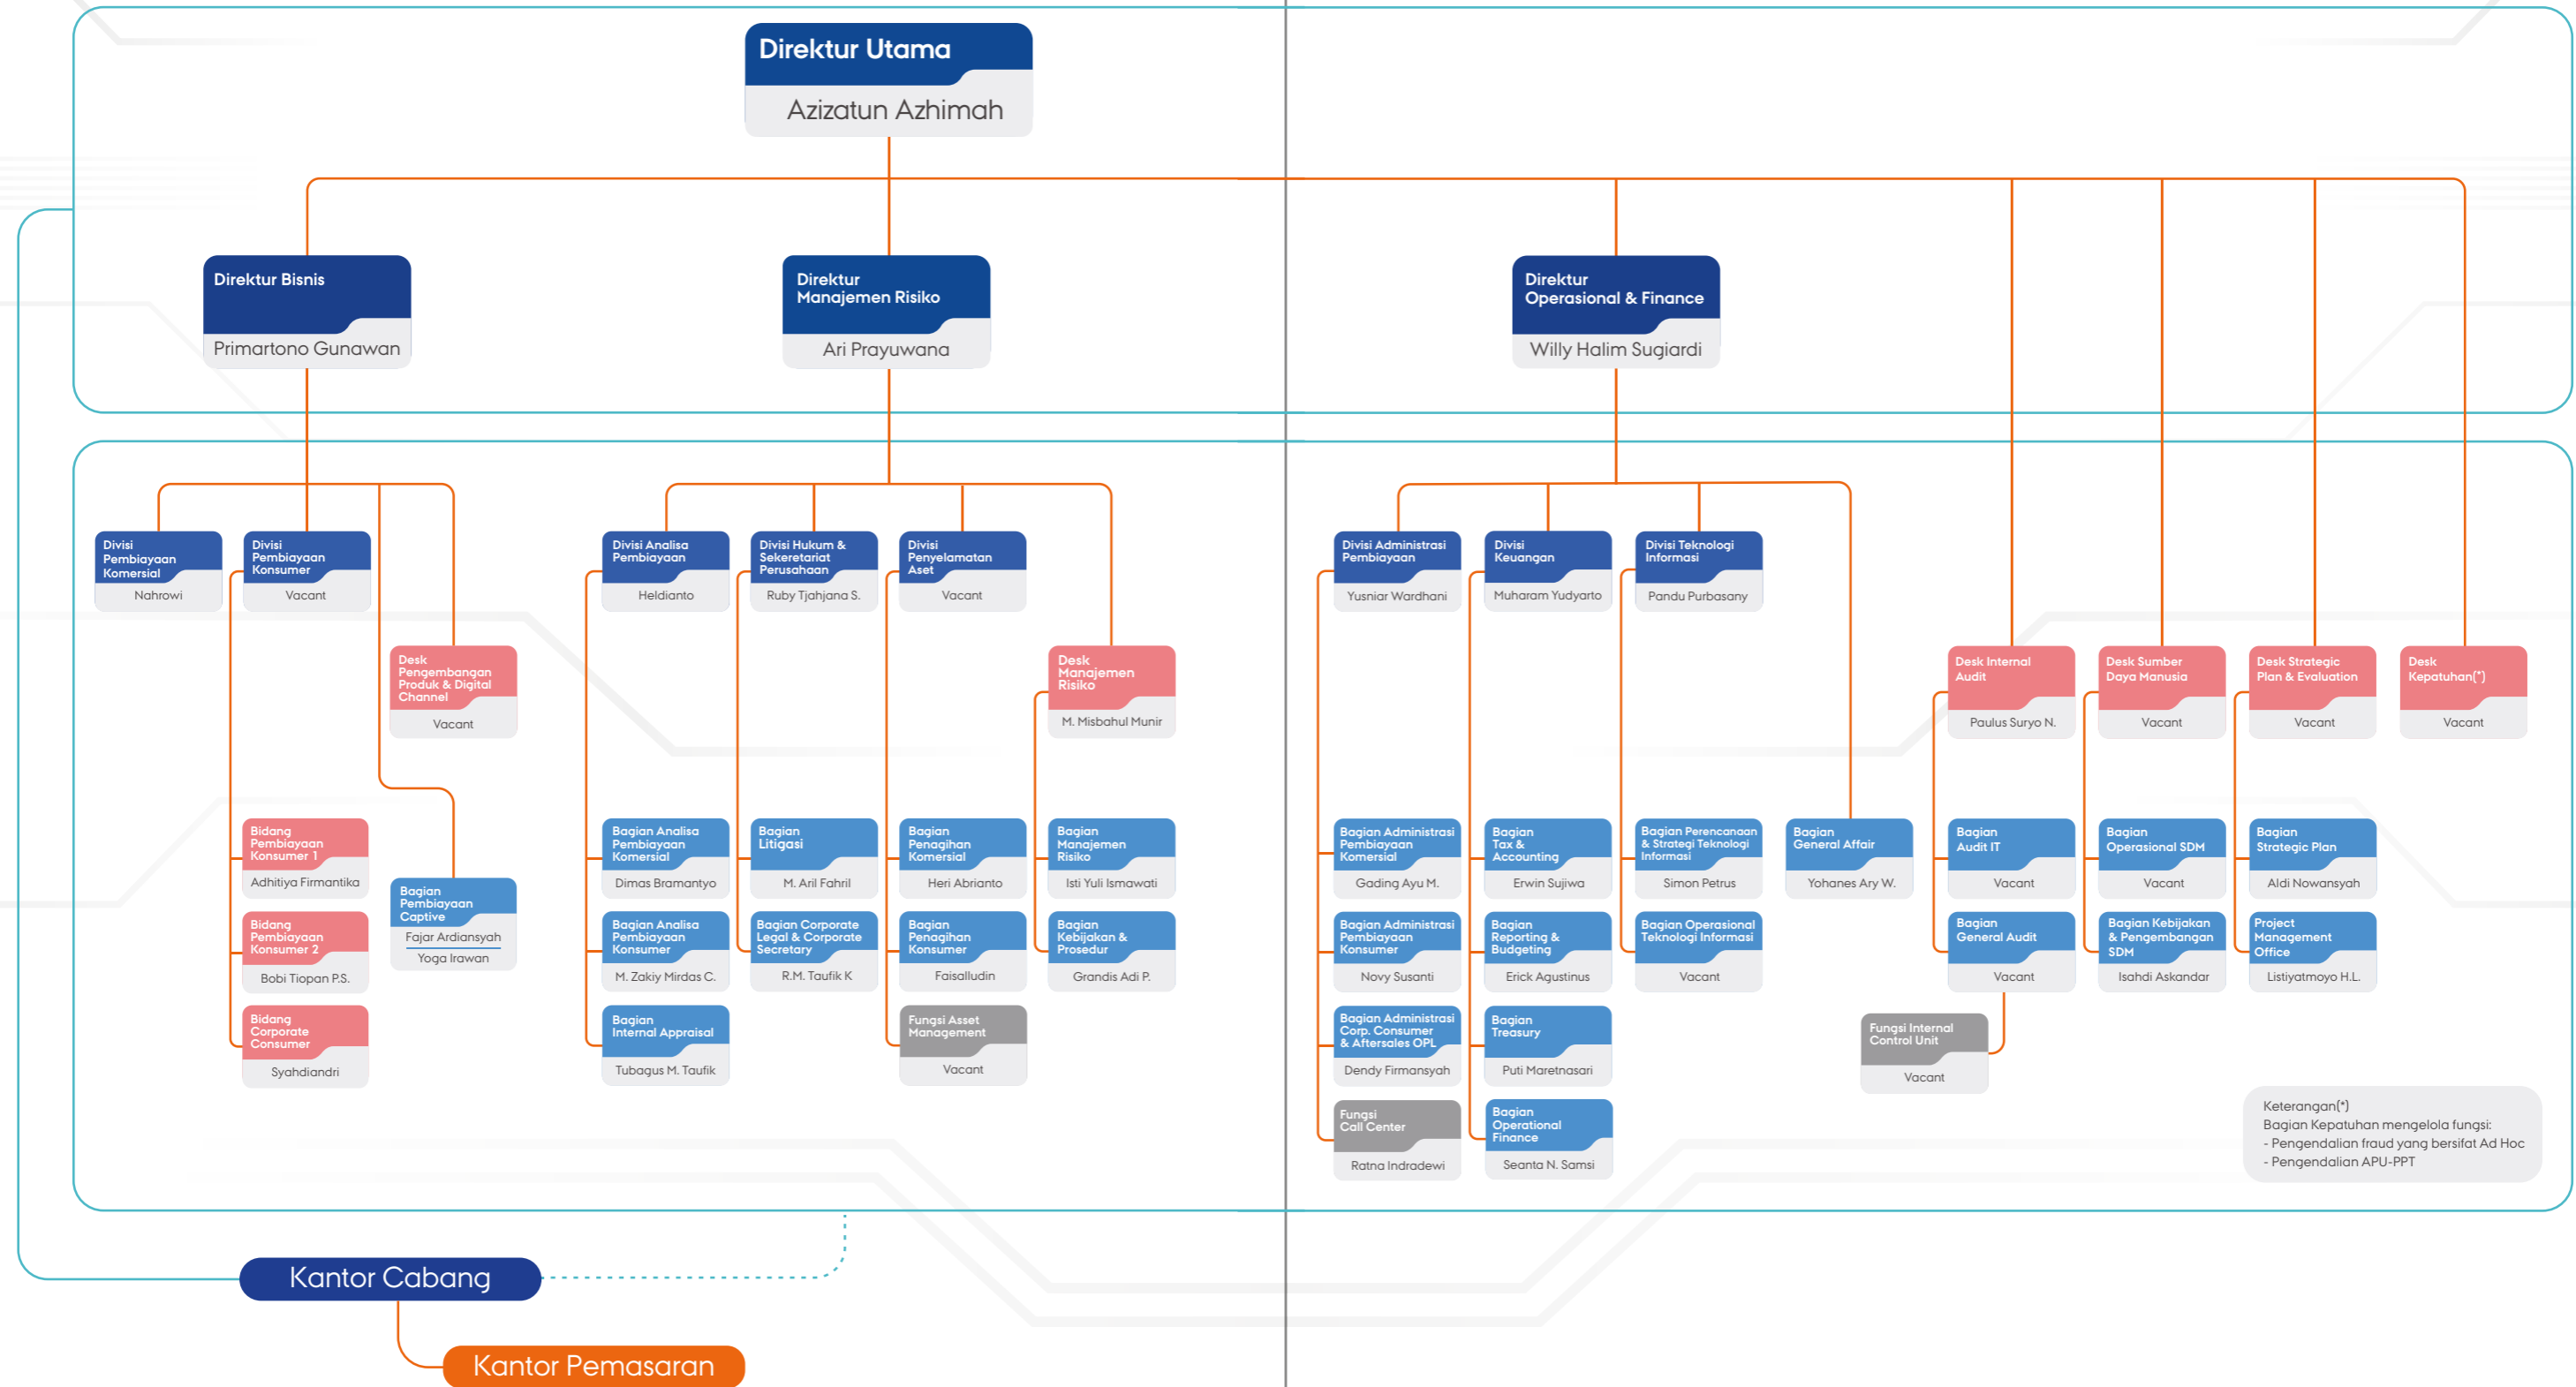 Direktur Utama
Azizatun Azhimah
Direktur Bisnis
Primartono Gunawan
Direktur
Manajemen Risiko
Ari Prayuwana
Direktur
Operasional & Finance
Willy Halim Sugiardi
Divisi
Pembiayaan
Komersial
Nahrowi
Divisi
Pembiayaan
Konsumer
Vacant
Divisi Analisa
Pembiayaan
Heldianto
Divisi Hukum &
Sekeretariat
Perusahaan
Ruby Tjahjana S.
Divisi
Penyelamatan
Aset
Vacant
Divisi Administrasi
Pembiayaan
Yusniar Wardhani
Divisi
Keuangan
Muharam Yudyarto
Divisi Teknologi
Informasi
Pandu Purbasany
Desk
Pengembangan
Produk & Digital
Channel
Vacant
Desk
Manajemen
Risiko
M. Misbahul Munir
Desk Internal
Audit
Paulus Suryo N.
Desk Sumber
Daya Manusia
Vacant
Desk Strategic
Plan & Evaluation
Vacant
Desk
Kepatuhan(*)
Vacant
Bidang
Pembiayaan
Konsumer 1
Adhitiya Firmantika
Bagian
Pembiayaan
Captive
Fajar Ardiansyah
Yoga Irawan
Bagian Analisa
Pembiayaan
Komersial
Dimas Bramantyo
Bagian
Litigasi
M. Aril Fahril
Bagian
Penagihan
Komersial
Heri Abrianto
Bagian
Manajemen
Risiko
Isti Yuli Ismawati
Bagian Administrasi
Pembiayaan
Komersial
Gading Ayu M.
Bagian
Tax &
Accounting
Erwin Sujiwa
Bagian Perencanaan
& Strategi Teknologi
Informasi
Simon Petrus
Bagian
General Affair
Yohanes Ary W.
Bagian
Audit IT
Vacant
Bagian
Operasional SDM
Vacant
Bagian
Strategic Plan
Aldi Nowansyah
Bidang
Pembiayaan
Konsumer 2
Bobi Tiopan P.S.
Bagian Analisa
Pembiayaan
Konsumer
M. Zakiy Mirdas C.
Bagian Corporate
Legal & Corporate
Secretary
R.M. Taufik K
Bagian
Penagihan
Konsumer
Faisalludin
Bagian
Kebijakan &
Prosedur
Grandis Adi P.
Bagian Administrasi
Pembiayaan
Konsumer
Novy Susanti
Bagian
Reporting &
Budgeting
Erick Agustinus
Bagian Operasional
Teknologi Informasi
Vacant
Bagian
General Audit
Vacant
Bagian Kebijakan
& Pengembangan
SDM
Isahdi Askandar
Project
Management
Office
Listiyatmoyo H.L.
Bidang
Corporate
Consumer
Syahdiandri
Bagian
Internal Appraisal
Tubagus M. Taufik
Fungsi Asset
Management
Vacant
Bagian Administrasi
Corp. Consumer
& Aftersales OPL
Dendy Firmansyah
Bagian
Treasury
Puti Maretnasari
Fungsi Internal
Control Unit
Vacant
Fungsi
Call Center
Ratna Indradewi
Bagian
Operational
Finance
Seanta N. Samsi
Keterangan(*)
Bagian Kepatuhan mengelola fungsi:
- Pengendalian fraud yang bersifat Ad Hoc
- Pengendalian APU-PPT
Kantor Cabang
Kantor Pemasaran